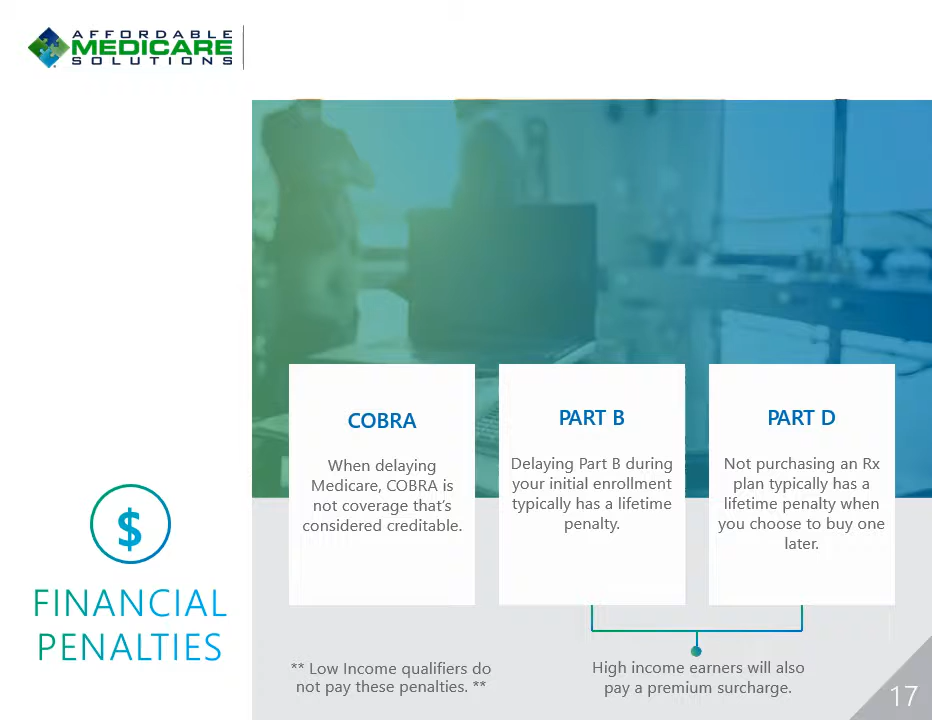 AFFORDABLE
MEDICARE
SOLUTIONS
COBRA
When delaying
Medicare, COBRA is
not coverage that's
considered creditable.
PART B
Delaying Part B during
your initial enrollment
typically has a lifetime
penalty.
PART D
Not purchasing an Rx
plan typically has a
lifetime penalty when
you choose to buy one
later.
$
FINANCIAL
PENALTIES
** Low Income qualifiers do
not pay these penalties. **
High income earners will also
pay a premium surcharge.
17